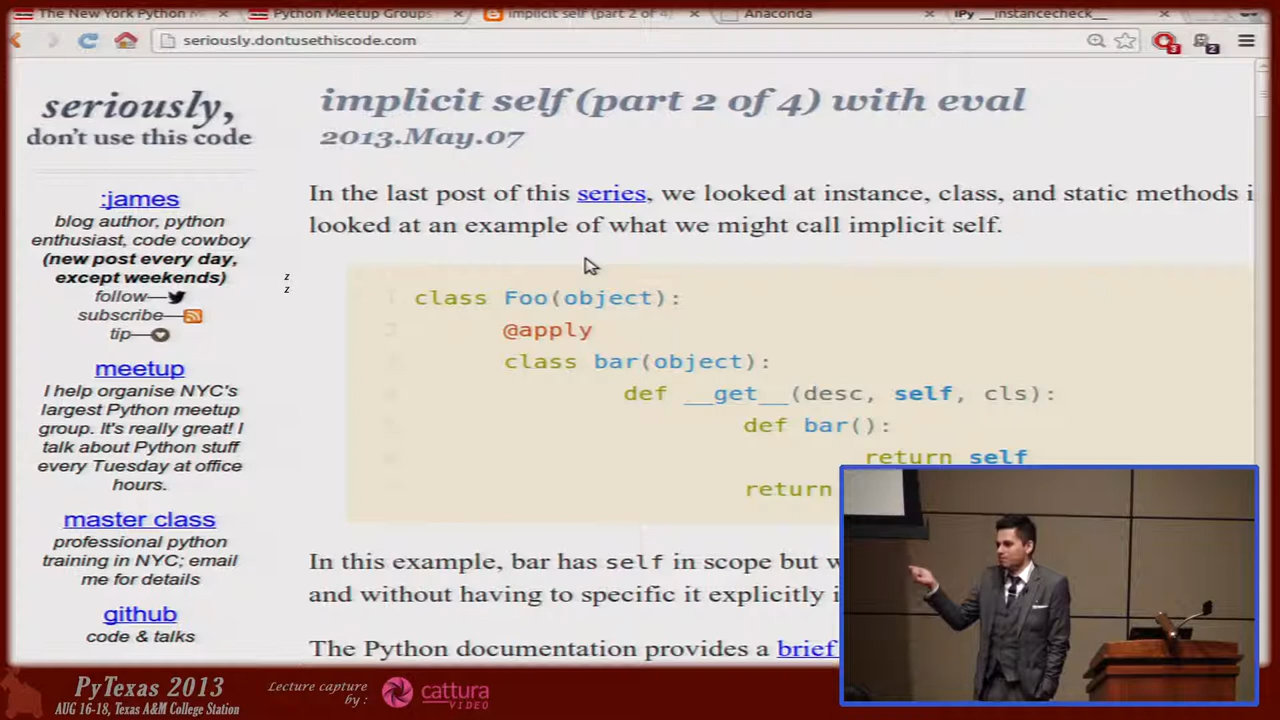 The New York Python M
Python Meetup Groups
implicit self (part 2 of 4)
Anaconda
IPy __instancecheck__
seriously.dontusethiscode.com
3
2
seriously,
don't use this code
:james
blog author, python
enthusiast, code cowboy
(new post every day,
except weekends)
follow—
subscribe—
tip—
meetup
I help organise NYC's
largest Python meetup
group. It's really great! I
talk about Python stuff
every Tuesday at office
hours.
master class
professional python
training in NYC; email
me for details
github
code & talks
z
z
implicit self (part 2 of 4) with eval
2013.May.07
In the last post of this series, we looked at instance, class, and static methods i
looked at an example of what we might call implicit self.
class Foo(object):
@apply
class bar(object):
def __get__(desc, self, cls):
def bar():
return self
return
In this example, bar has self in scope but w
and without having to specific it explicitly i
The Python documentation provides a brief
PyTexas 2013
AUG 16-18, Texas A&M College Station
Lecture capture
by :
cattura
VIDEO